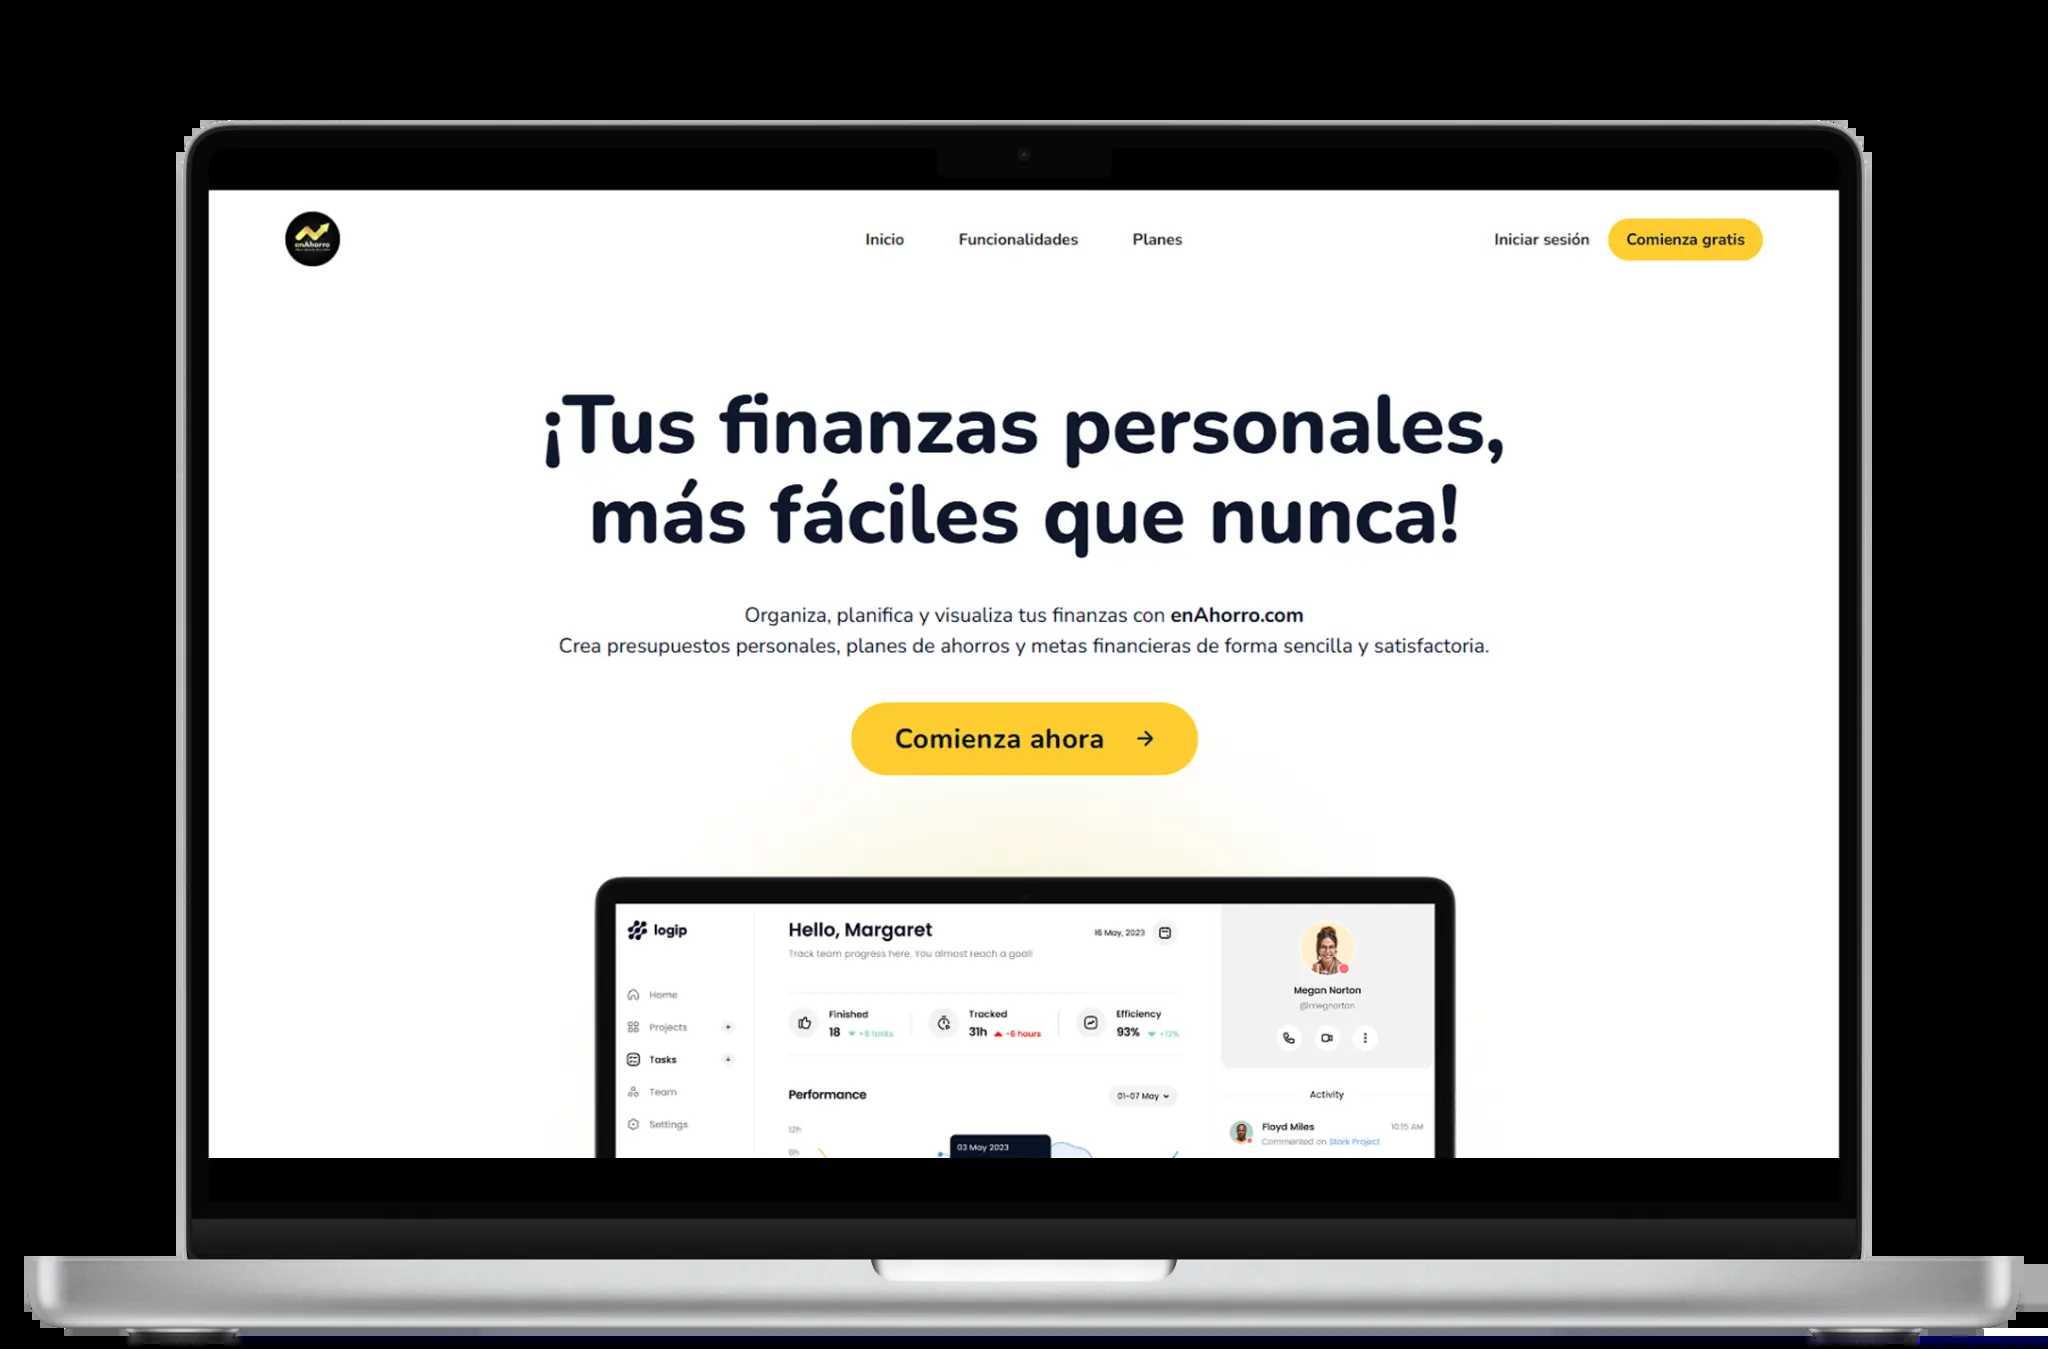 enAhorro
Inicio
Funcionalidades
Planes
Iniciar sesión
Comienza gratis
¡Tus finanzas personales,
más fáciles que nunca!
Organiza, planifica y visualiza tus finanzas con enAhorro.com
Crea presupuestos personales, planes de ahorros y metas financieras de forma sencilla y satisfactoria.
Comienza ahora →
logip
Home
Projects +
Tasks +
Team
Settings
Hello, Margaret
16 May, 2023
Track team progress here. You almost reach a goal!
Finished
18 +8 tasks
Tracked
31h -6 hours
Efficiency
93% +12%
Performance
01-07 May
12h
8h
03 May 2023
Megan Norton
@megnorton
Activity
Floyd Miles
10:15 AM
Commented on Stark Project